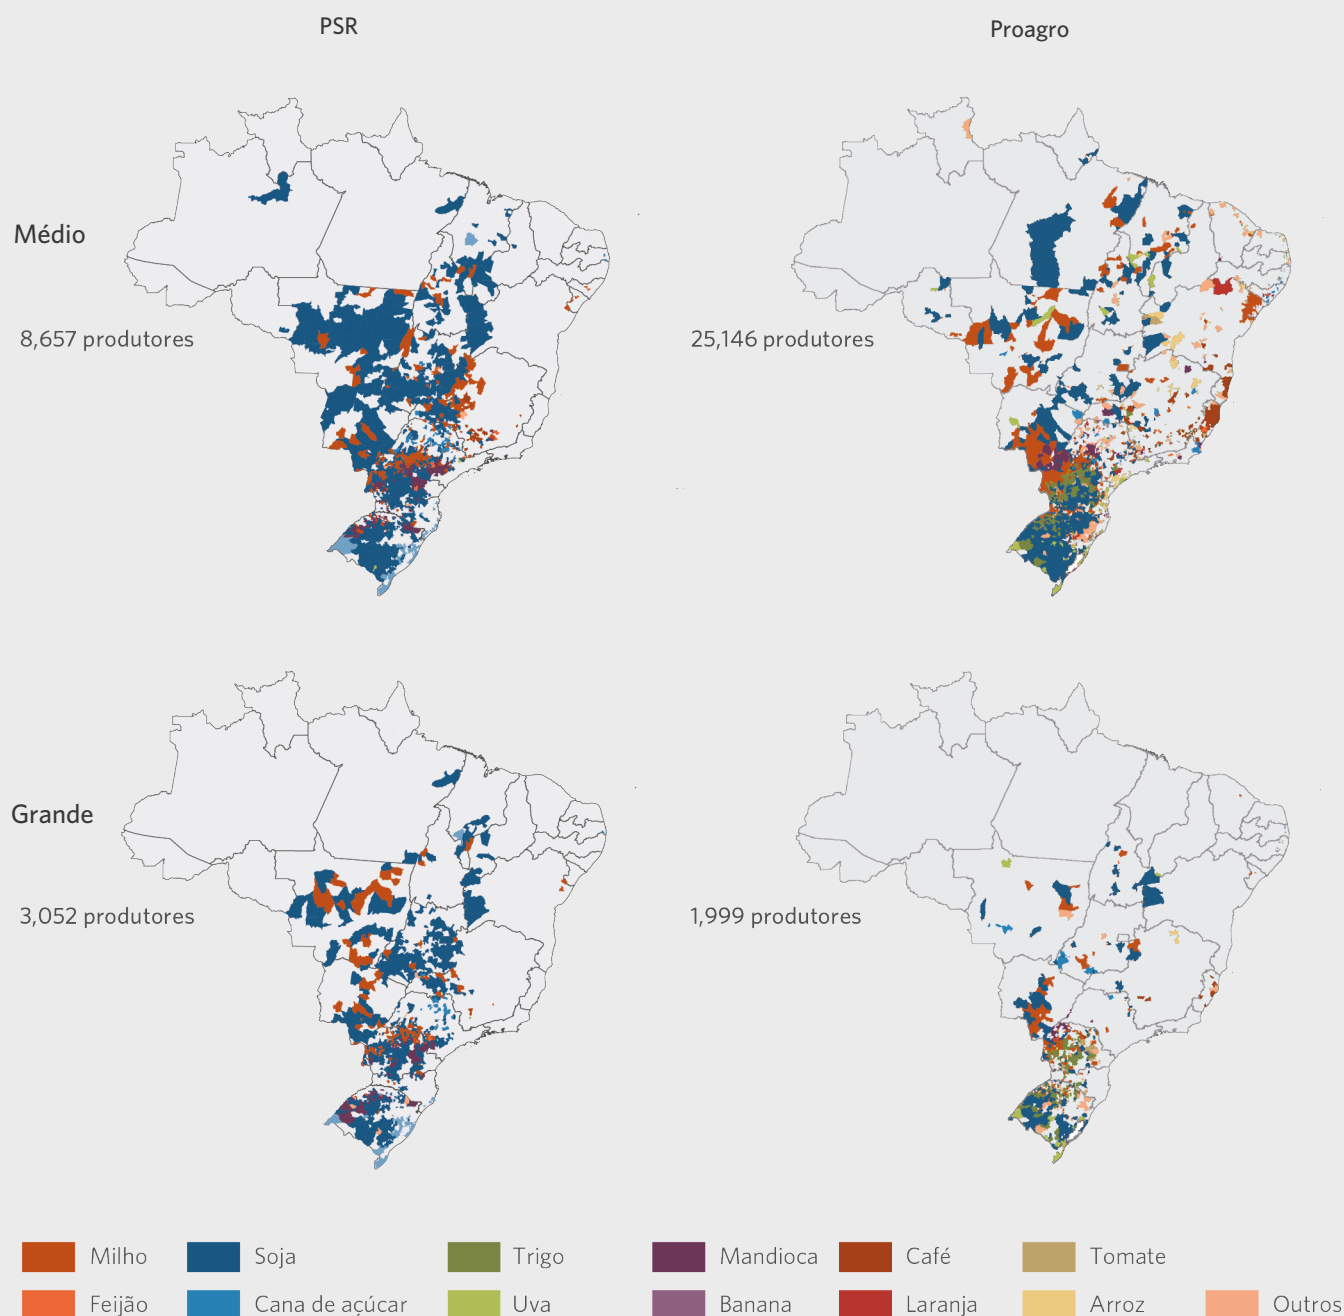 PSR
Proagro
Médio
8,657 produtores
25,146 produtores
Grande
3,052 produtores
1,999 produtores
Milho Soja Trigo Mandioca Café Tomate
Feijão Cana de açúcar Uva Banana Laranja Arroz Outros